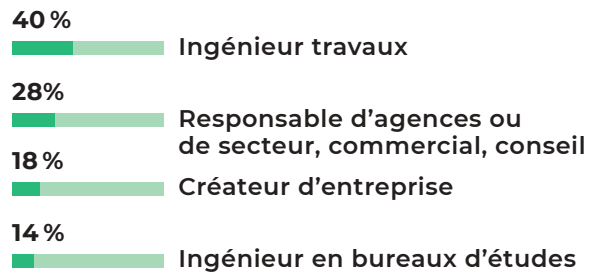 40 %
Ingénieur travaux
28%
Responsable d'agences ou
de secteur, commercial, conseil
18 %
Créateur d'entreprise
14 %
Ingénieur en bureaux d'études